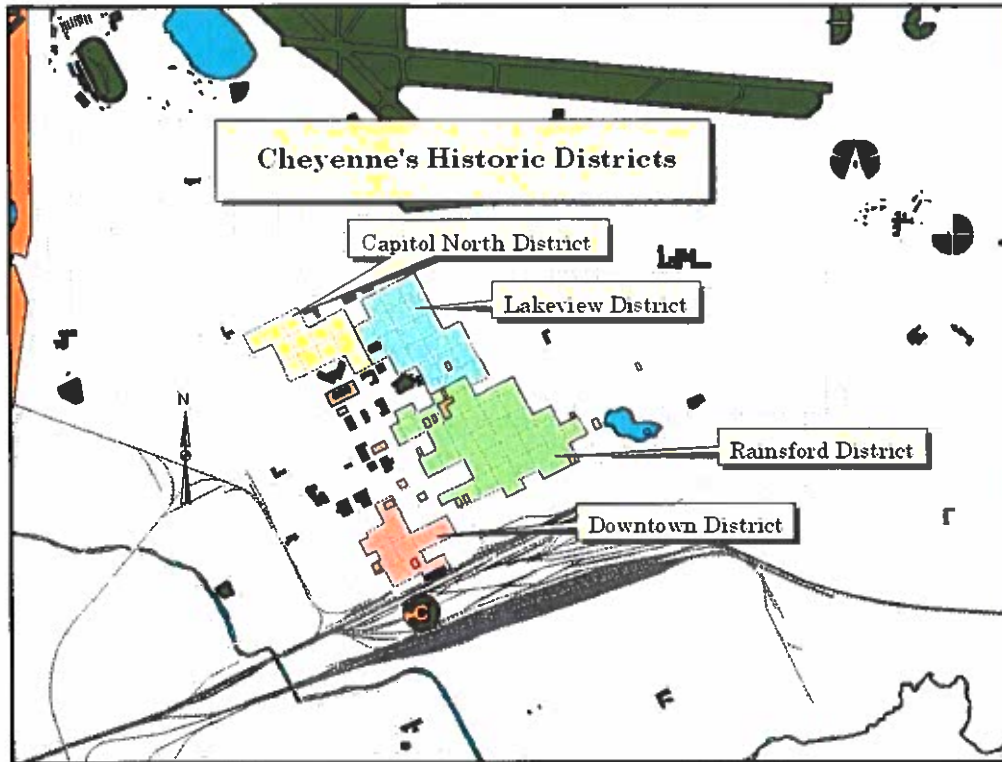 Cheyenne's Historic Districts
Capitol North District
Lakeview District
N
Rainsford District
Downtown District
C